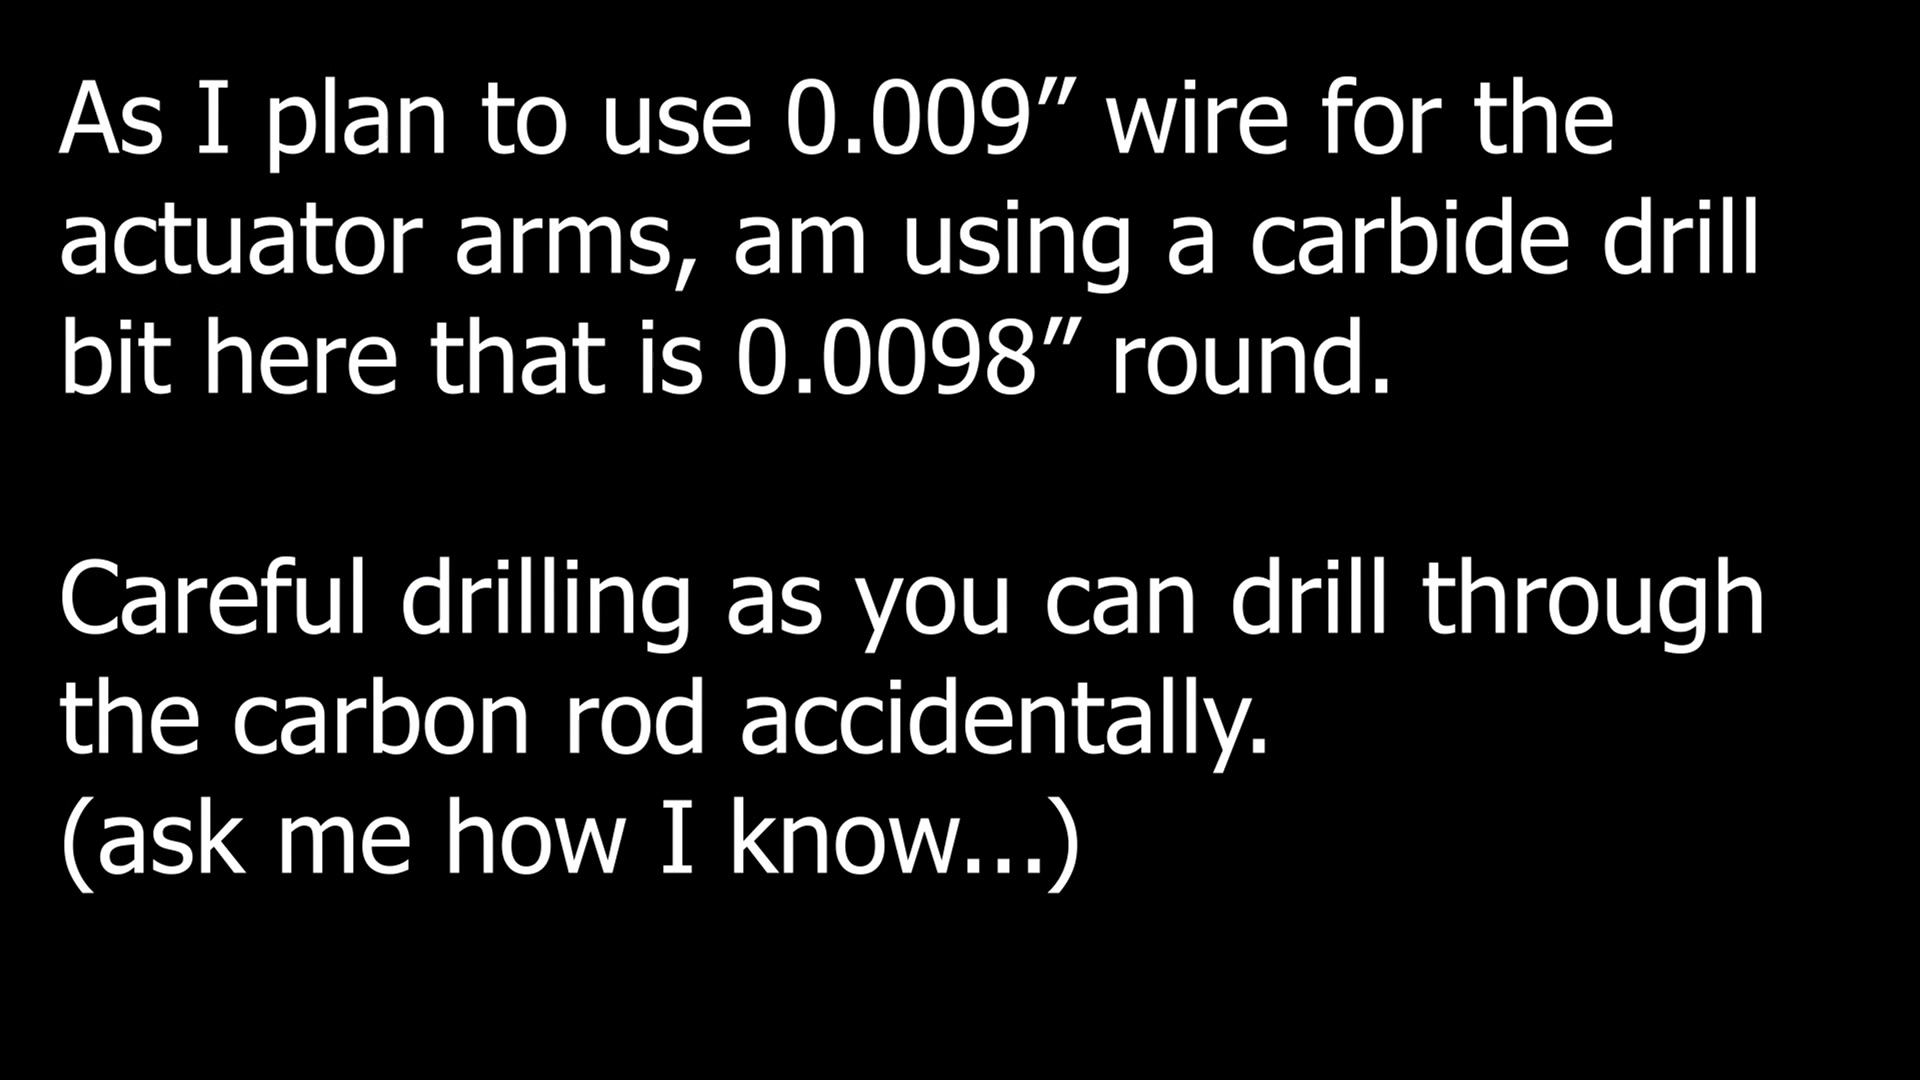 As I plan to use 0.009” wire for the
actuator arms, am using a carbide drill
bit here that is 0.0098” round.
Careful drilling as you can drill through
the carbon rod accidentally.
(ask me how I know...)